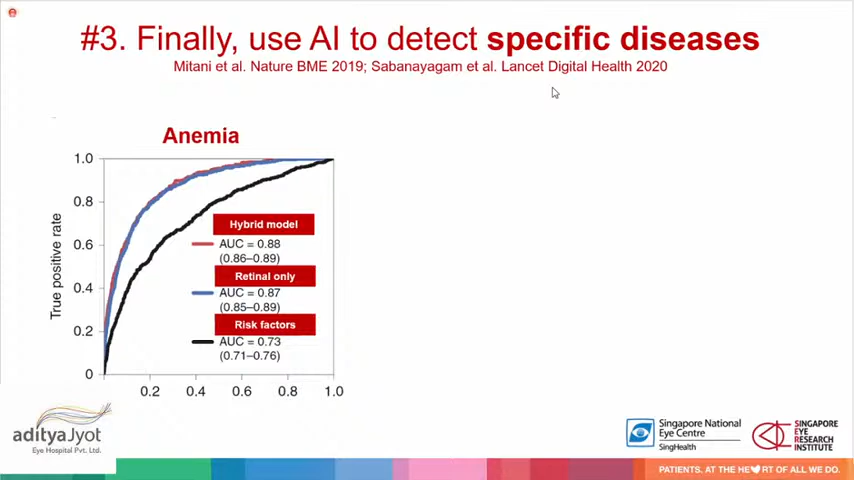 #3. Finally, use AI to detect specific diseases
Mitani et al. Nature BME 2019; Sabanayagam et al. Lancet Digital Health 2020
Anemia
True positive rate
1.0
0.8
0.6
0.4
0.2
0
0.2
0.4
0.6
0.8
1.0
Hybrid model
AUC = 0.88
(0.86–0.89)
Retinal only
AUC = 0.87
(0.85–0.89)
Risk factors
AUC = 0.73
(0.71–0.76)
adityaJyot
Eye Hospital Pvt. Ltd.
Singapore National
Eye Centre
SingHealth
SINGAPORE
EYE
RESEARCH
INSTITUTE
PATIENTS. AT THE HE RT OF ALL WE DO.